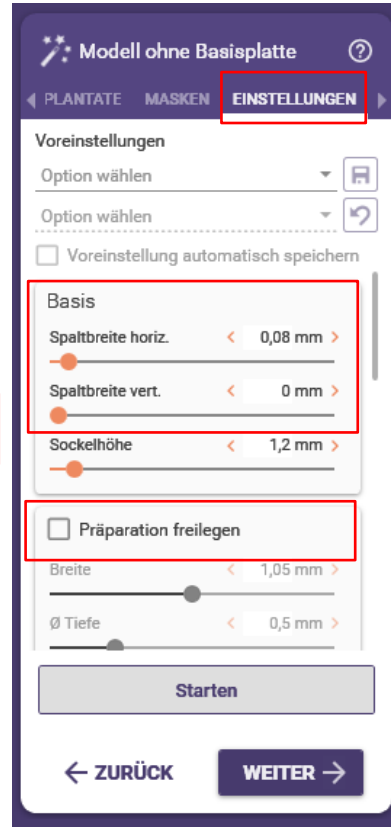 Modell ohne Basisplatte
PLANTATE MASKEN EINSTELLUNGEN
Voreinstellungen
Option wählen
Option wählen
Voreinstellung automatisch speichern
Basis
Spaltbreite horiz. 0,08 mm
Spaltbreite vert. 0 mm
Sockelhöhe 1,2 mm
Präparation freilegen
Breite 1,05 mm
Ø Tiefe 0,5 mm
Starten
ZURÜCK WEITER